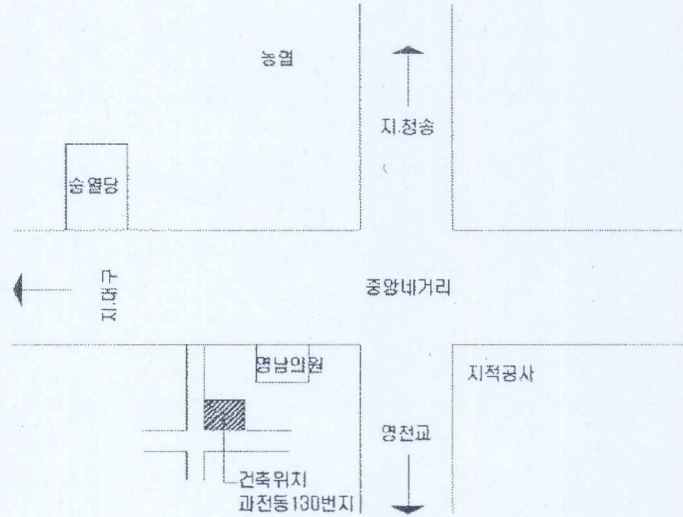 농협
지.청송
숭렬당
지.대구
중앙네거리
영남의원
지적공사
영천교
건축위치
과전동130번지